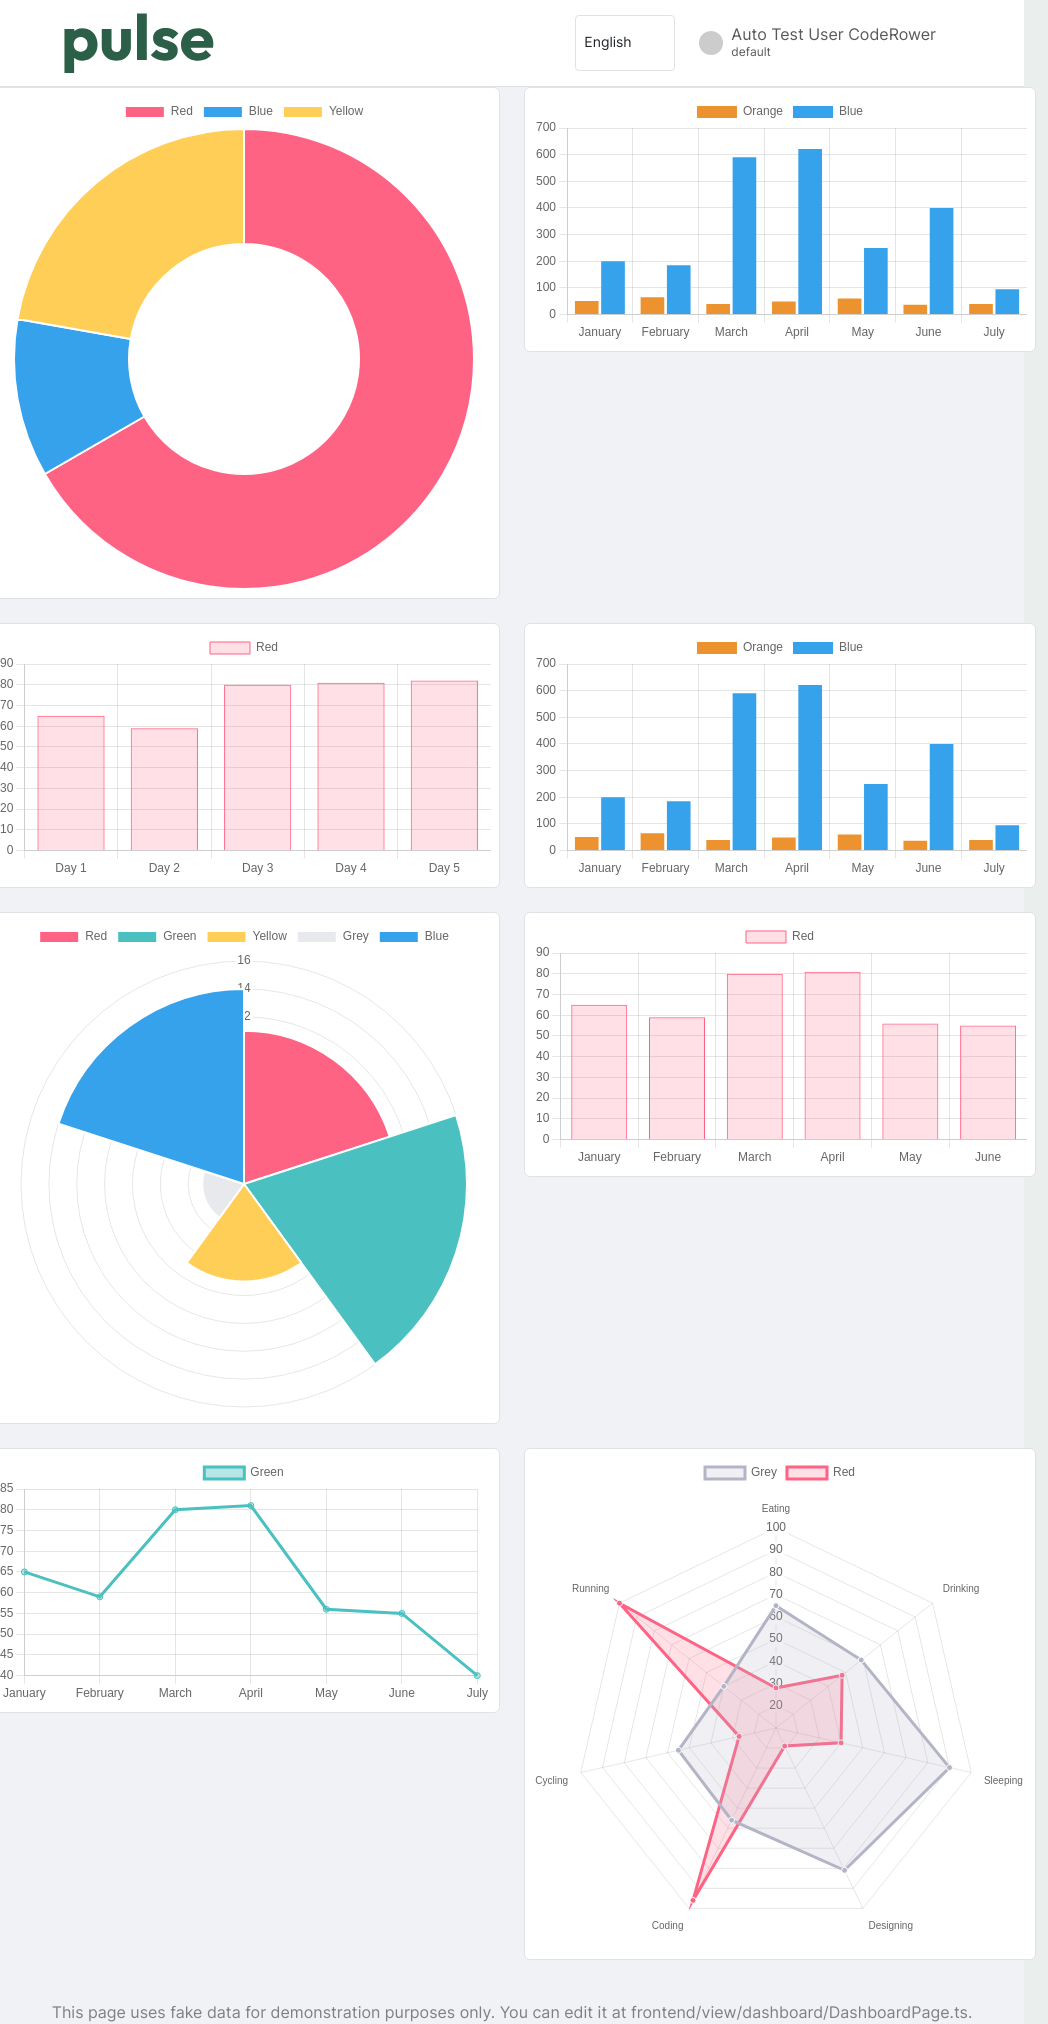 pulse
English
Auto Test User CodeRower
default
Red Blue Yellow
Orange Blue
700
600
500
400
300
200
100
0
January February March April May June July
Red
90
80
70
60
50
40
30
20
10
0
Day 1 Day 2 Day 3 Day 4 Day 5
Orange Blue
700
600
500
400
300
200
100
0
January February March April May June July
Red Green Yellow Grey Blue
16
14
2
Red
90
80
70
60
50
40
30
20
10
0
January February March April May June
Green
85
80
75
70
65
60
55
50
45
40
January February March April May June July
Grey Red
Eating
100
90
80
70
60
50
40
30
20
Running
Drinking
Cycling
Sleeping
Coding
Designing
This page uses fake data for demonstration purposes only. You can edit it at frontend/view/dashboard/DashboardPage.ts.